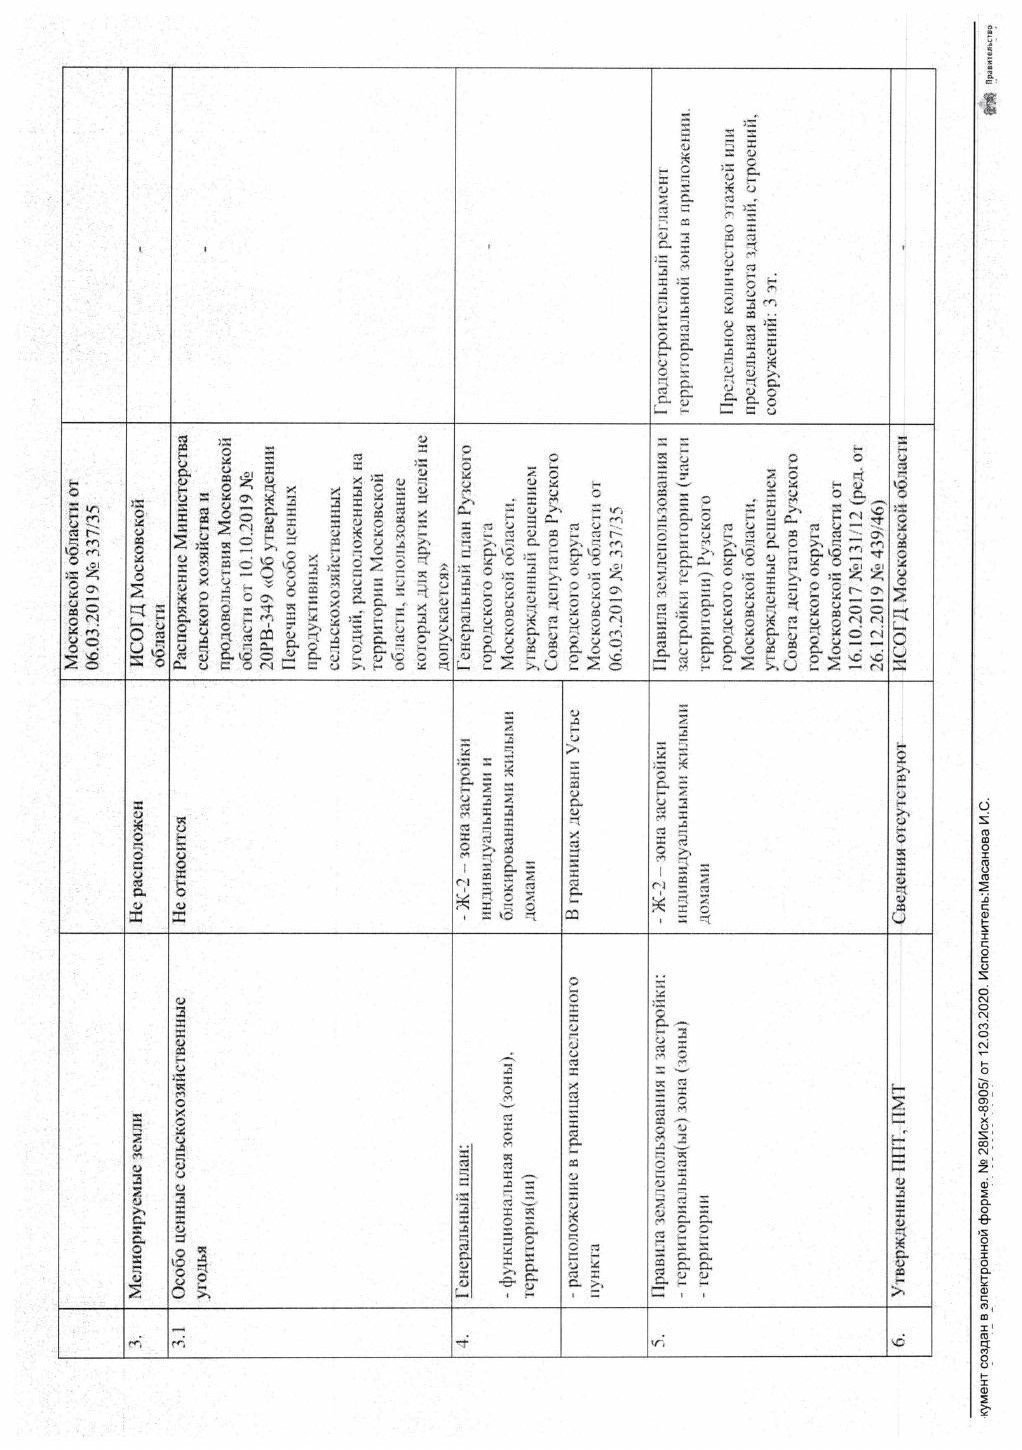 Московской области от
06.03.2019 № 337/35
3.
Мелиорируемые земли
Не расположен
ИСОГД Московской
области
-
3.1
Особо ценные сельскохозяйственные
угодья
Не относится
Распоряжение Министерства
сельского хозяйства и
продовольствия Московской
области от 10.10.2019 №
20РВ-349 «Об утверждении
Перечня особо ценных
продуктивных
сельскохозяйственных
угодий, расположенных на
территории Московской
области, использование
которых для других целей не
допускается»
-
4.
Генеральный план:
- функциональная зона (зоны),
территория(ии)
- Ж-2 – зона застройки
индивидуальными и
блокированными жилыми
домами
Генеральный план Рузского
городского округа
Московской области,
утвержденный решением
Совета депутатов Рузского
городского округа
Московской области от
06.03.2019 № 337/35
-
- расположение в границах населенного
пункта
В границах деревни Устье
5.
Правила землепользования и застройки:
- территориальная(ые) зона (зоны)
- территории
- Ж-2 – зона застройки
индивидуальными жилыми
домами
Правила землепользования и
застройки территории (части
территории) Рузского
городского округа
Московской области,
утвержденные решением
Совета депутатов Рузского
городского округа
Московской области от
16.10.2017 №131/12 (ред. от
26.12.2019 № 439/46)
Градостроительный регламент
территориальной зоны в приложении.
Предельное количество этажей или
предельная высота зданий, строений,
сооружений: 3 эт.
6.
Утвержденные ППТ, ПМТ
Сведения отсутствуют
ИСОГД Московской области
-
кумент создан в электронной форме. № 28Исх-8905/ от 12.03.2020. Исполнитель:Масанова И.С.
Правительство